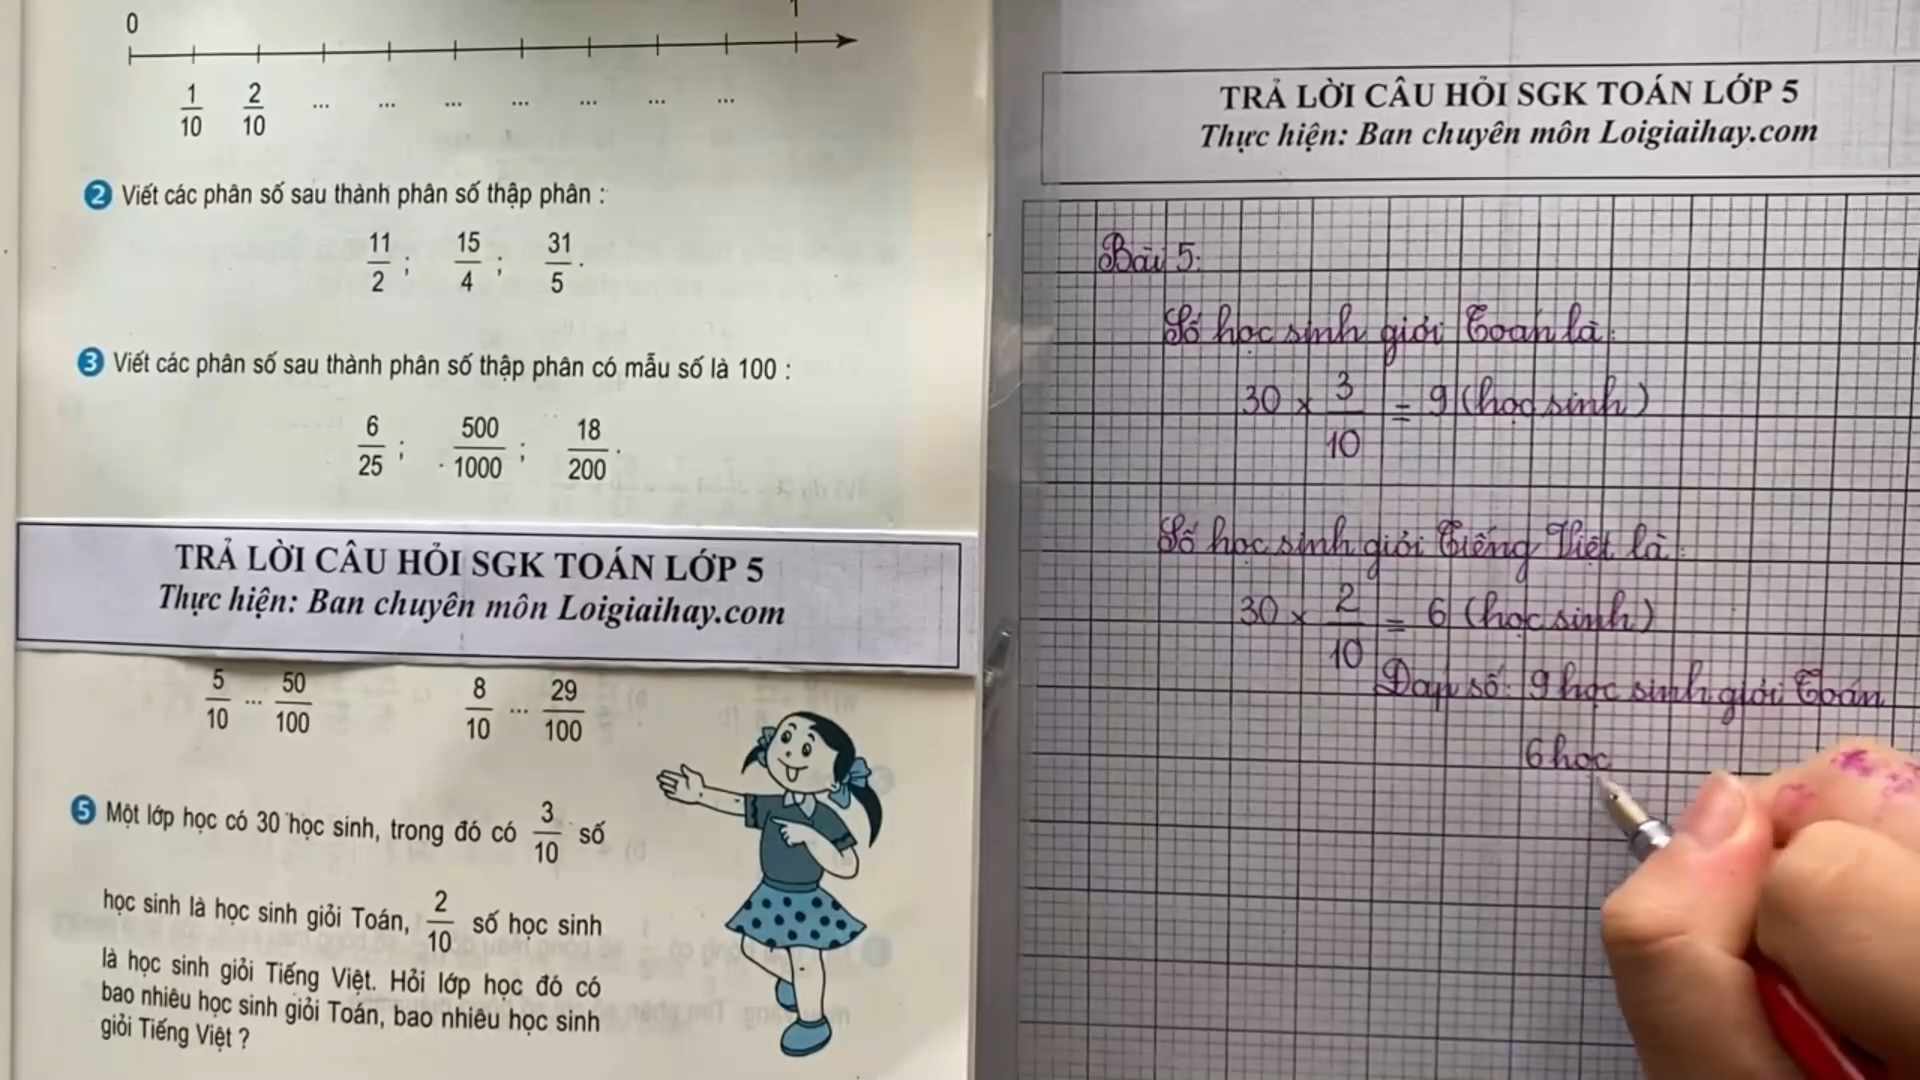 0 1
1/10 2/10 ... ... ... ... ... ... ...
2 Viết các phân số sau thành phân số thập phân :
11/2 ; 15/4 ; 31/5 .
3 Viết các phân số sau thành phân số thập phân có mẫu số là 100 :
6/25 ; 500/1000 ; 18/200 .
TRẢ LỜI CÂU HỎI SGK TOÁN LỚP 5
Thực hiện: Ban chuyên môn Loigiaihay.com
5/10 ... 50/100 8/10 ... 29/100
5 Một lớp học có 30 học sinh, trong đó có 3/10 số
học sinh là học sinh giỏi Toán, 2/10 số học sinh
là học sinh giỏi Tiếng Việt. Hỏi lớp học đó có
bao nhiêu học sinh giỏi Toán, bao nhiêu học sinh
giỏi Tiếng Việt ?
TRẢ LỜI CÂU HỎI SGK TOÁN LỚP 5
Thực hiện: Ban chuyên môn Loigiaihay.com
Bài 5:
Số học sinh giỏi Toán là:
30 × 3/10 = 9 (học sinh)
Số học sinh giỏi Tiếng Việt là:
30 × 2/10 = 6 (học sinh)
Đáp số: 9 học sinh giỏi Toán
6 học